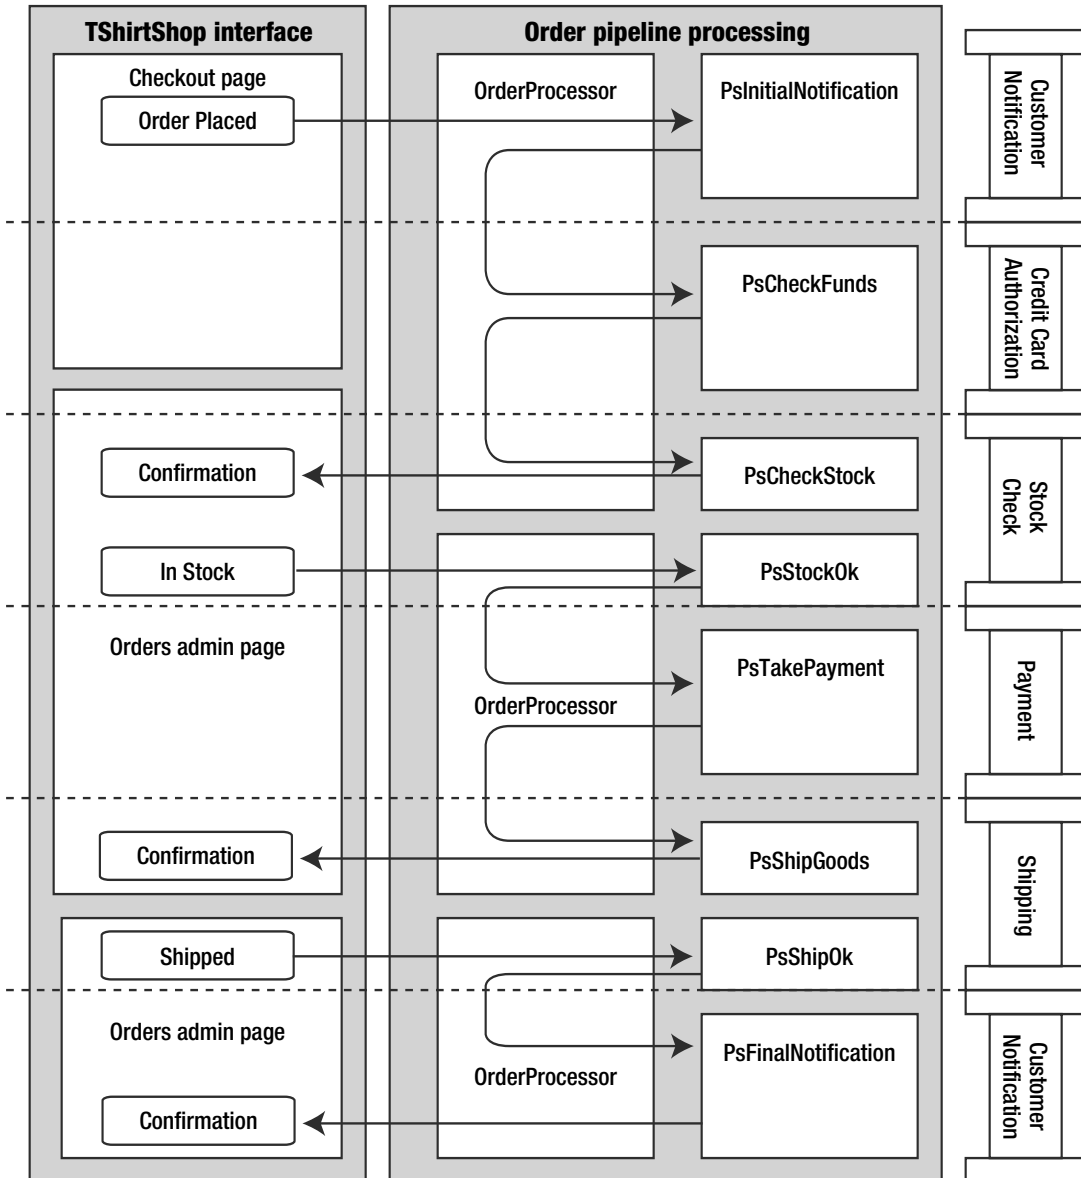 TShirtShop interface
Order pipeline processing
Checkout page
Order Placed
OrderProcessor
PsInitialNotification
Customer
Notification
PsCheckFunds
Credit Card
Authorization
Confirmation
PsCheckStock
Stock
Check
In Stock
PsStockOk
Orders admin page
OrderProcessor
PsTakePayment
Payment
Confirmation
PsShipGoods
Shipping
Shipped
PsShipOk
Orders admin page
OrderProcessor
PsFinalNotification
Customer
Notification
Confirmation